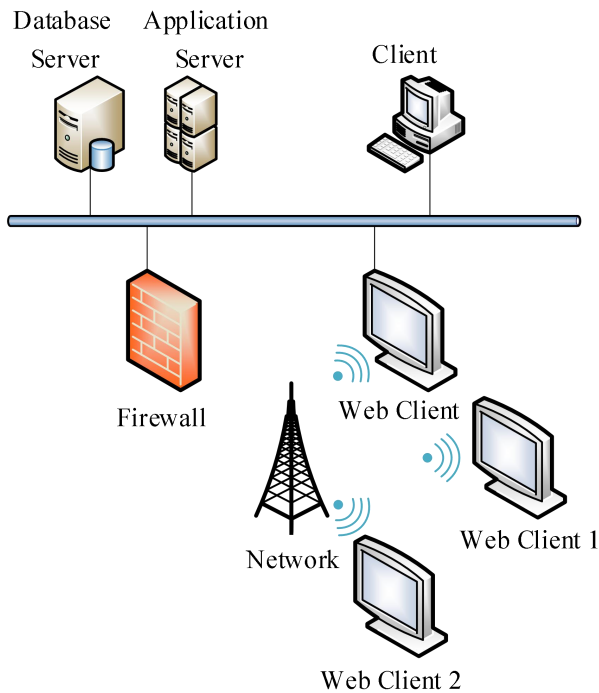 Database
Server
Application
Server
Client
Firewall
Web Client
Web Client 1
Network
Web Client 2